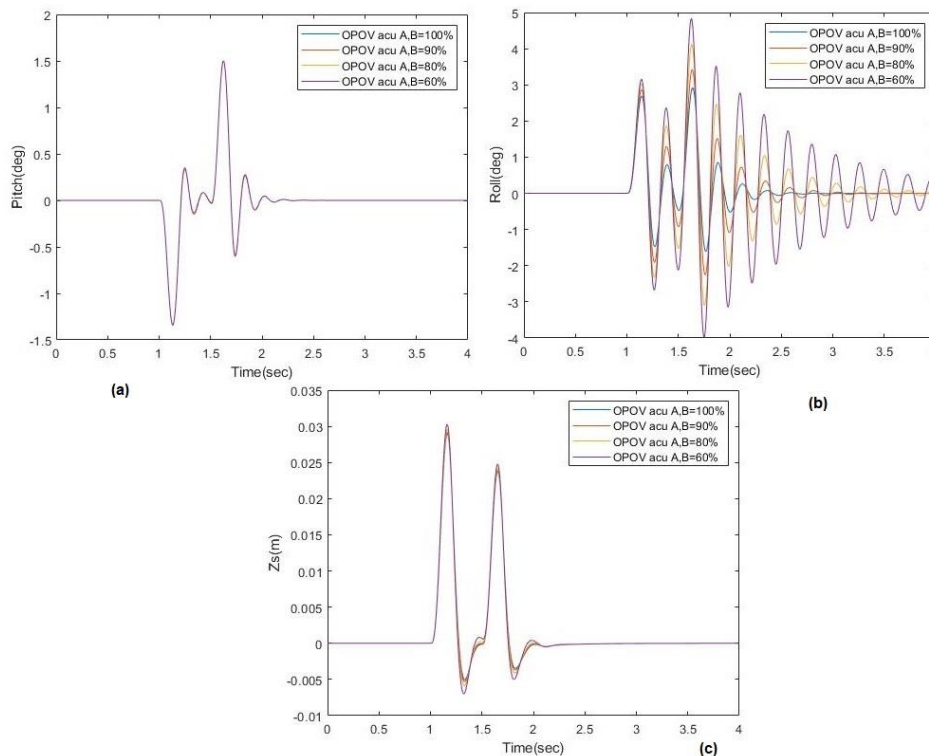 2
1.5
1
0.5
0
-0.5
-1
-1.5
Pitch(deg)
OPOV acu A,B=100%
OPOV acu A,B=90%
OPOV acu A,B=80%
OPOV acu A,B=60%
0 0.5 1 1.5 2 2.5 3 3.5 4
Time(sec)
(a)
5
4
3
2
1
0
-1
-2
-3
-4
Roll(deg)
OPOV acu A,B=100%
OPOV acu A,B=90%
OPOV acu A,B=80%
OPOV acu A,B=60%
0 0.5 1 1.5 2 2.5 3 3.5
Time(sec)
(b)
0.035
0.03
0.025
0.02
0.015
0.01
0.005
0
-0.005
-0.01
Zs(m)
OPOV acu A,B=100%
OPOV acu A,B=90%
OPOV acu A,B=80%
OPOV acu A,B=60%
0 0.5 1 1.5 2 2.5 3 3.5 4
Time(sec)
(c)